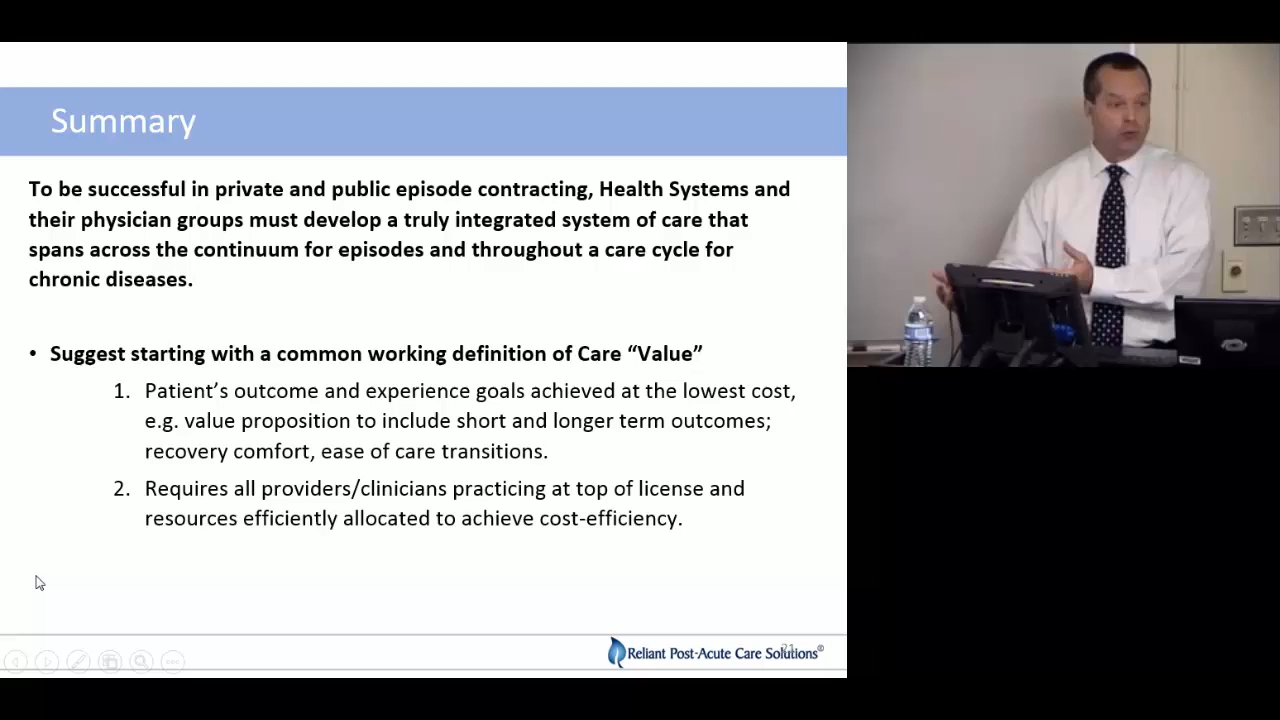 Summary
To be successful in private and public episode contracting, Health Systems and
their physician groups must develop a truly integrated system of care that
spans across the continuum for episodes and throughout a care cycle for
chronic diseases.
• Suggest starting with a common working definition of Care “Value”
1. Patient’s outcome and experience goals achieved at the lowest cost,
e.g. value proposition to include short and longer term outcomes;
recovery comfort, ease of care transitions.
2. Requires all providers/clinicians practicing at top of license and
resources efficiently allocated to achieve cost-efficiency.
21
Reliant Post-Acute Care Solutions®